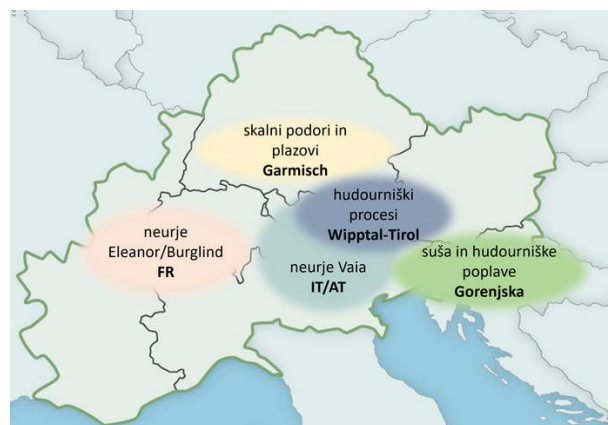 skalni podori in
plazovi
Garmisch
hudourniški
procesi
Wipptal-Tirol
neurje
Eleanor/Burglind
FR
neurje Vaia
IT/AT
suša in hudourniške
poplave
Gorenjska